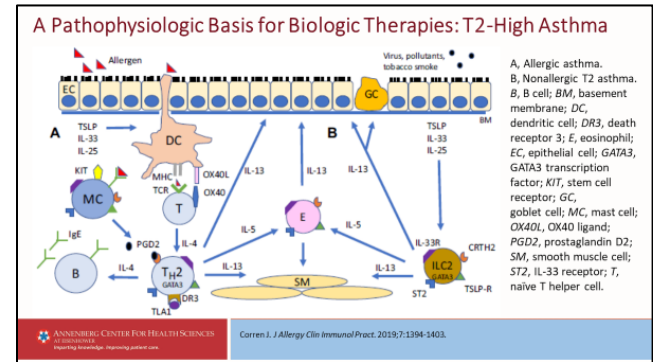 A Pathophysiologic Basis for Biologic Therapies: T2-High Asthma
Allergen
Virus, pollutants,
tobacco smoke
EC
GC
BM
A
TSLP
IL-33
IL-25
DC
B
TSLP
IL-33
IL-25
KIT
MC
MHC
TCR
OX40L
OX40
T
IL-13
IL-13
IL-13
E
IgE
PGD2
IL-4
IL-5
IL-5
IL-33R
CRTH2
B
IL-4
TH2
GATA3
IL-13
SM
IL-13
ILC2
GATA3
DR3
TLA1
ST2
TSLP-R
A, Allergic asthma.
B, Nonallergic T2 asthma.
B, B cell; BM, basement
membrane; DC,
dendritic cell; DR3, death
receptor 3; E, eosinophil;
EC, epithelial cell; GATA3,
GATA3 transcription
factor; KIT, stem cell
receptor; GC,
goblet cell; MC, mast cell;
OX40L, OX40 ligand;
PGD2, prostaglandin D2;
SM, smooth muscle cell;
ST2, IL-33 receptor; T,
naïve T helper cell.
ANNENBERG CENTER FOR HEALTH SCIENCES
AT EISENHOWER
Imparting knowledge. Improving patient care.
Corren J. J Allergy Clin Immunol Pract. 2019;7:1394-1403.